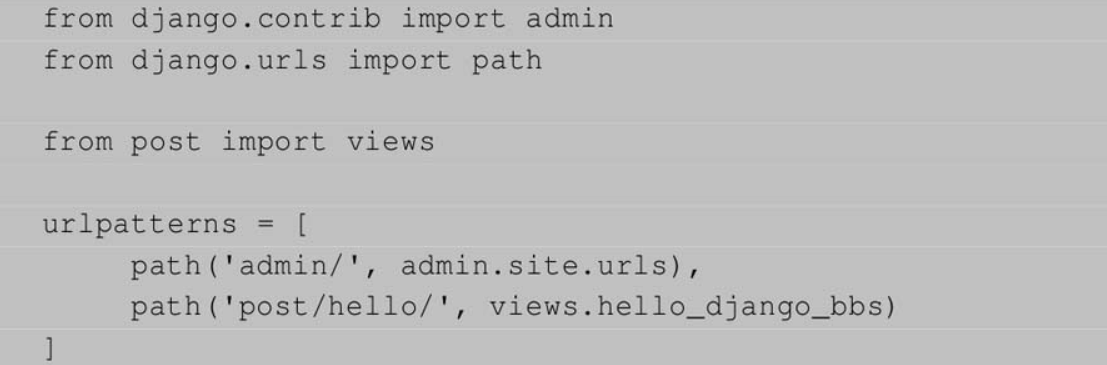 from django.contrib import admin
from django.urls import path
from post import views
urlpatterns = [
path('admin/', admin.site.urls),
path('post/hello/', views.hello_django_bbs)
]